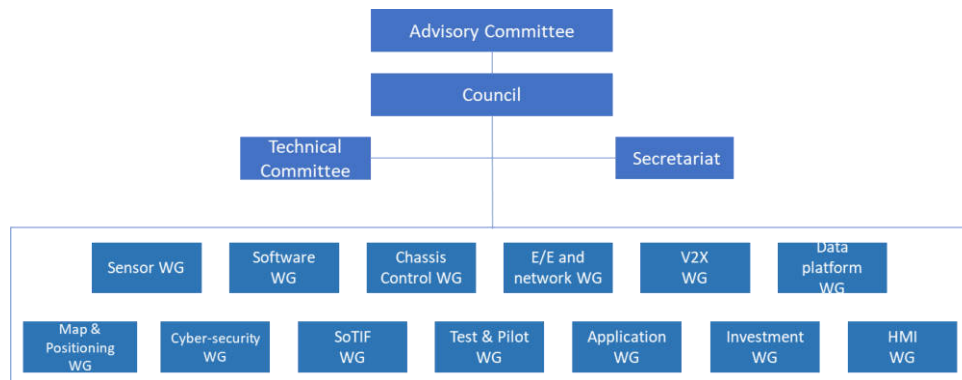 Advisory Committee
Council
Technical
Committee
Secretariat
Sensor WG
Software
WG
Chassis
Control WG
E/E and
network WG
V2X
WG
Data
platform
WG
Map &
Positioning
WG
Cyber-security
WG
SoTIF
WG
Test & Pilot
WG
Application
WG
Investment
WG
HMI
WG